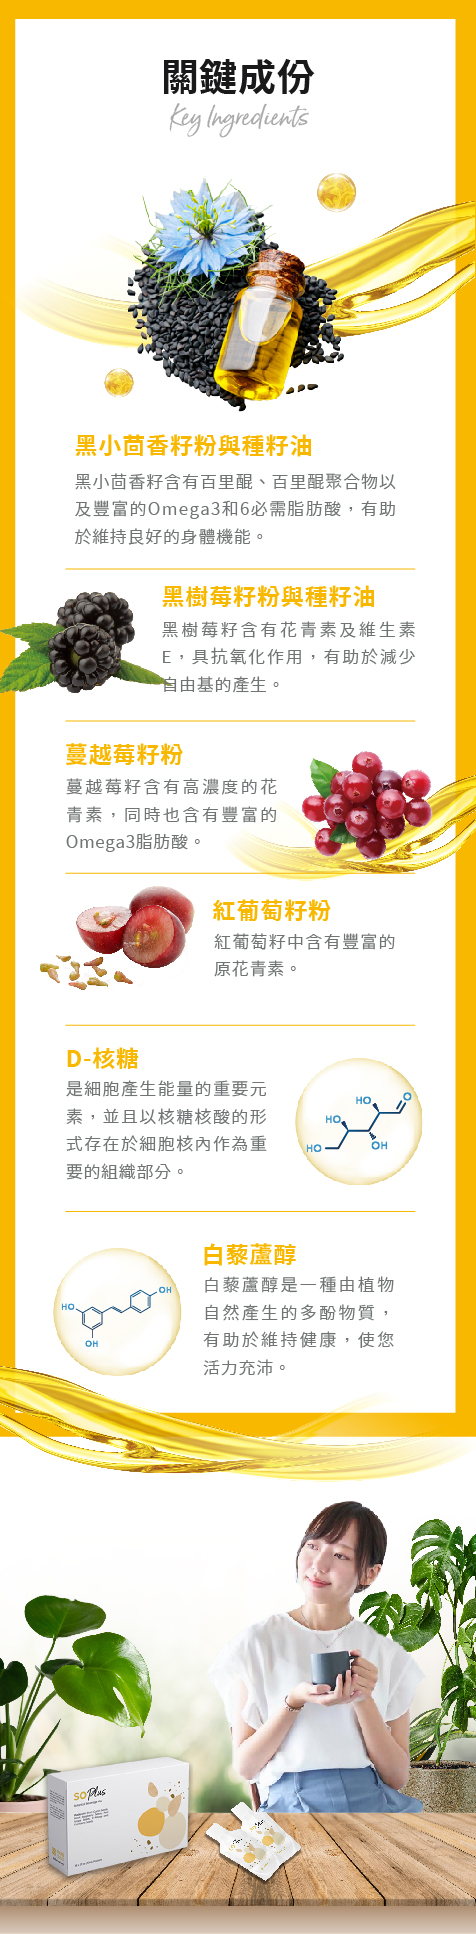 關鍵成份
Key Ingredients
黑小茴香籽粉與種籽油
黑小茴香籽含有百里醌、百里醌聚合物以
及豐富的Omega3和6必需脂肪酸，有助
於維持良好的身體機能。
黑樹莓籽粉與種籽油
黑樹莓籽含有花青素及維生素
E，具抗氧化作用，有助於減少
自由基的產生。
蔓越莓籽粉
蔓越莓籽含有高濃度的花
青素，同時也含有豐富的
Omega3脂肪酸。
紅葡萄籽粉
紅葡萄籽中含有豐富的
原花青素。
D-核糖
是細胞產生能量的重要元
素，並且以核糖核酸的形
式存在於細胞核內作為重
要的組織部分。
HO
O
HO
HO
OH
白藜蘆醇
白藜蘆醇是一種由植物
自然產生的多酚物質，
有助於維持健康，使您
活力充沛。
OH
HO
OH
SOPlus